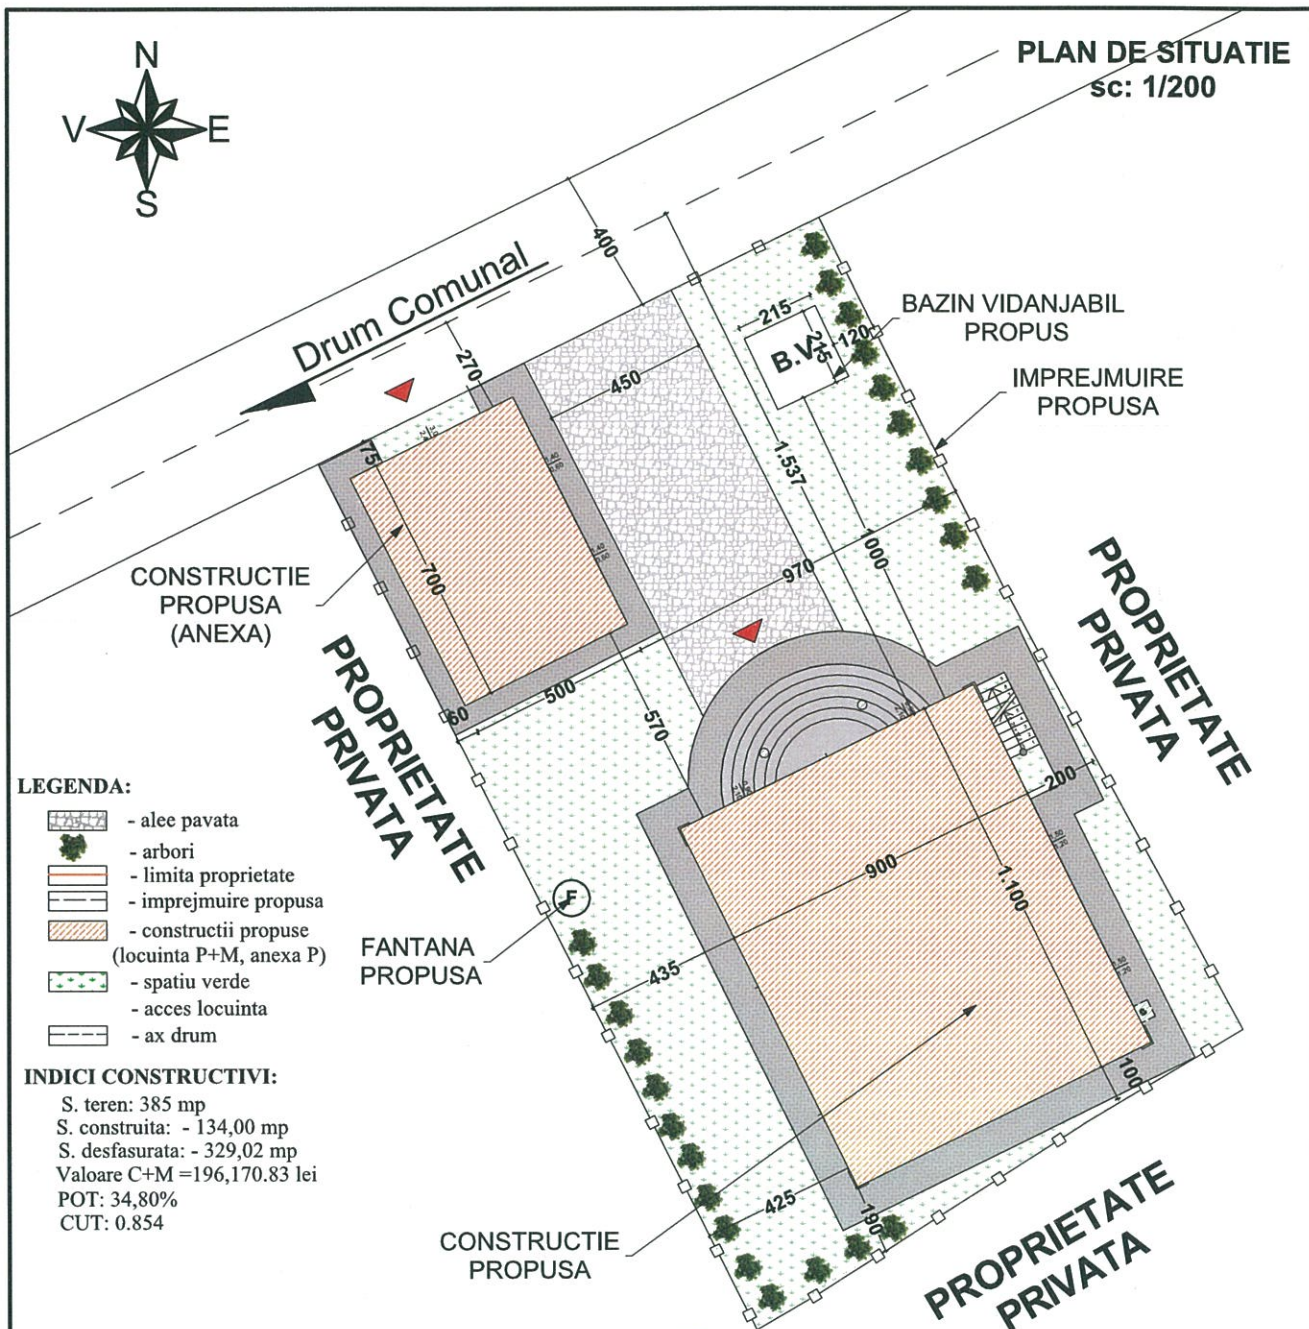 PLAN DE SITUATIE
sc: 1/200
N
V
E
S
Drum Comunal
400
270
450
215
B.V.
215
120
BAZIN VIDANJABIL
PROPUS
IMPREJMUIRE
PROPUSA
75
1.537
700
970
1000
CONSTRUCTIE
PROPUSA
(ANEXA)
PROPRIETATE
PRIVATA
PROPRIETATE
PRIVATA
60
500
570
200
900
1.100
F
FANTANA
PROPUSA
435
100
425
190
CONSTRUCTIE
PROPUSA
PROPRIETATE
PRIVATA
LEGENDA:
- alee pavata
- arbori
- limita proprietate
- imprejmuire propusa
- constructii propuse
(locuinta P+M, anexa P)
- spatiu verde
- acces locuinta
- ax drum
INDICI CONSTRUCTIVI:
S. teren: 385 mp
S. construita: - 134,00 mp
S. desfasurata: - 329,02 mp
Valoare C+M =196,170.83 lei
POT: 34,80%
CUT: 0.854